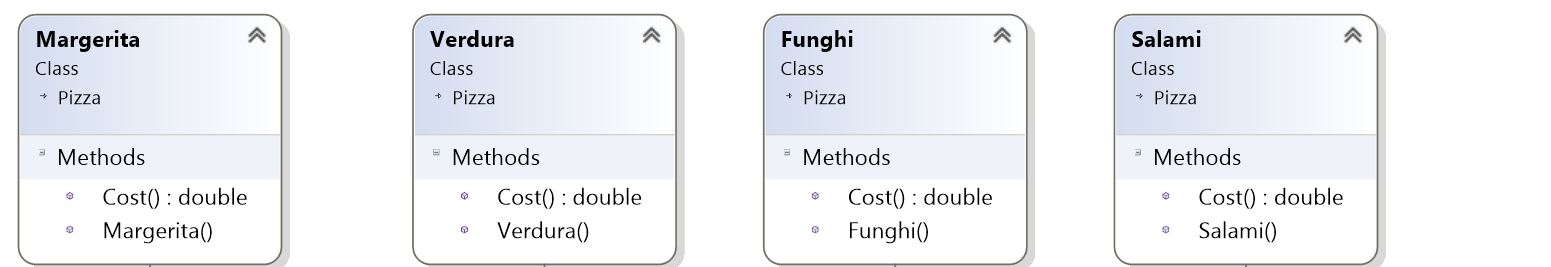 Margerita
Class
Pizza
Methods
Cost() : double
Margerita()
Verdura
Class
Pizza
Methods
Cost() : double
Verdura()
Funghi
Class
Pizza
Methods
Cost() : double
Funghi()
Salami
Class
Pizza
Methods
Cost() : double
Salami()